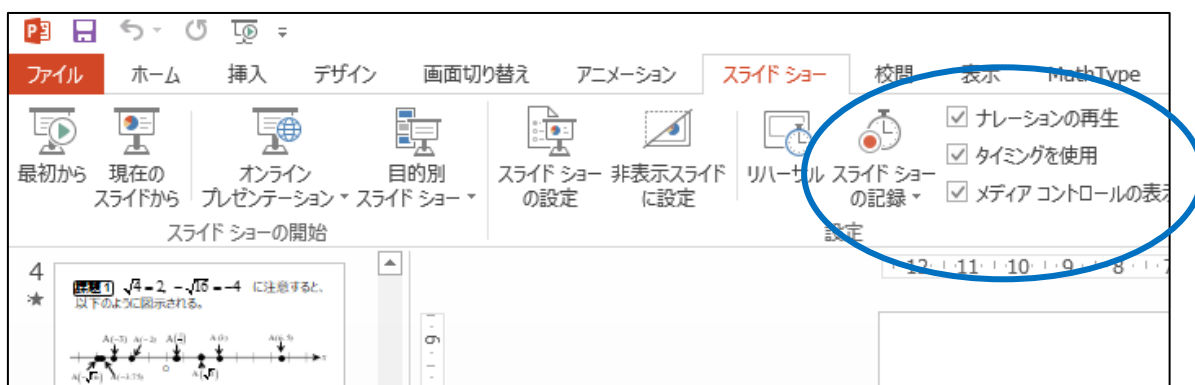 ファイル ホーム 挿入 デザイン 画面切り替え アニメーション スライド ショー 校閲 表示 MathType
最初から 現在の オンライン 目的別 スライド ショー 非表示スライド リハーサル スライド ショー ナレーションの再生
スライドから プレゼンテーション スライド ショー の設定 に設定 の記録 タイミングを使用
メディア コントロールの表示
スライド ショーの開始 設定
12 11 10 9 8 7
4
課題1 √4 = 2, −√16 = −4 に注意すると、
以下のように図示される。
6